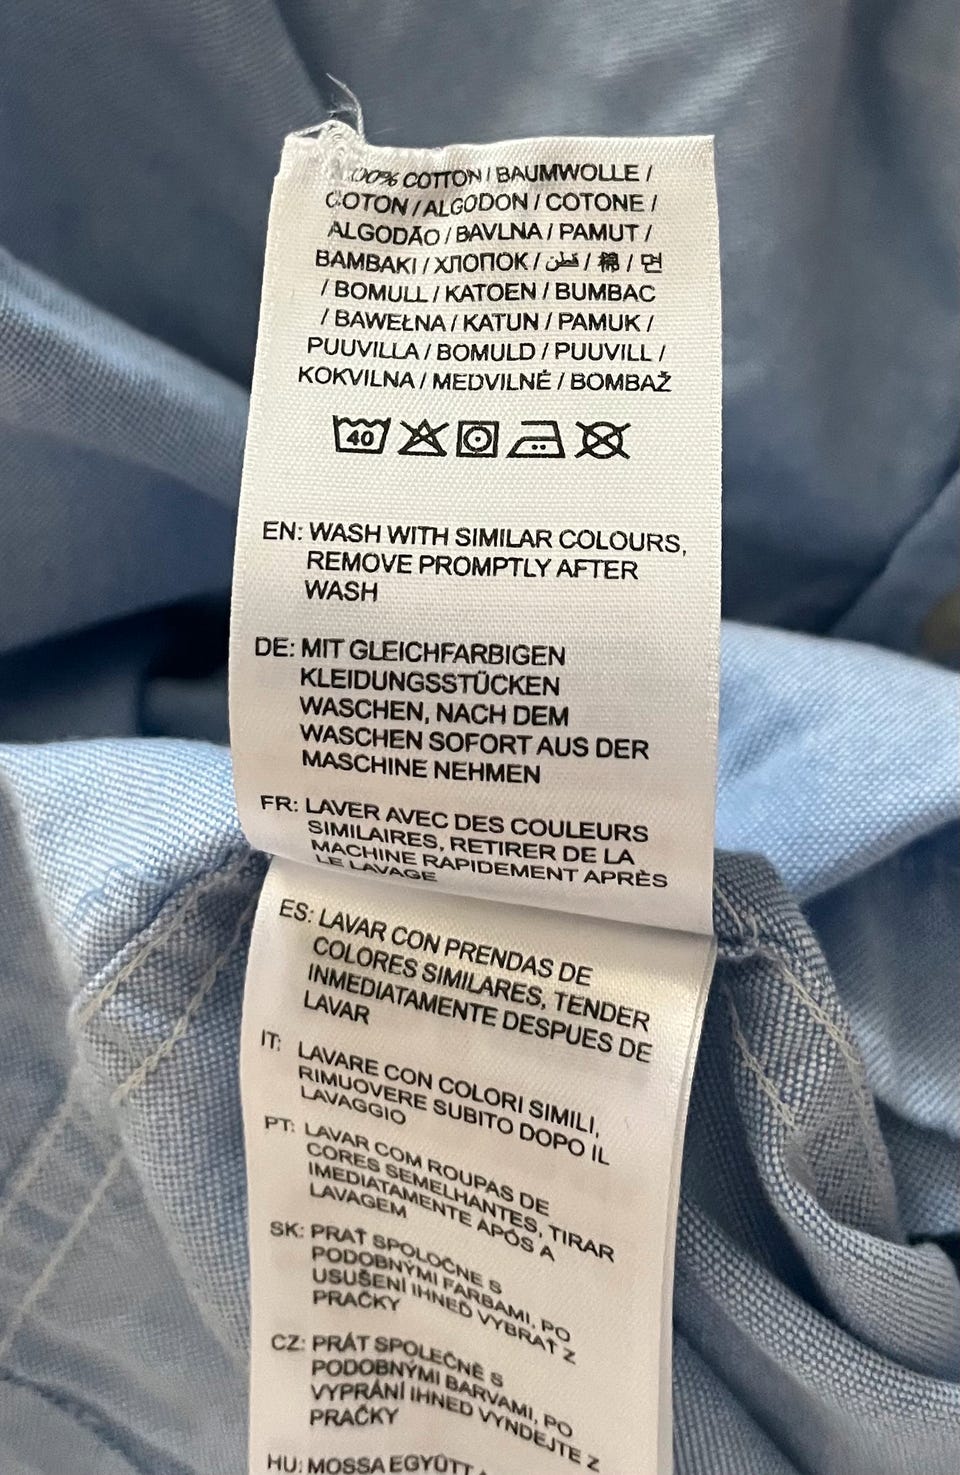 100% COTTON / BAUMWOLLE /
COTON / ALGODON / COTONE /
ALGODÃO / BAVLNA / PAMUT /
BAMBAKI / ХЛОПОК / قطن / 棉 / 면
/ BOMULL / KATOEN / BUMBAC
/ BAWEŁNA / KATUN / PAMUK /
PUUVILLA / BOMULD / PUUVILL /
KOKVILNA / MEDVILNĖ / BOMBAŽ
40
EN: WASH WITH SIMILAR COLOURS,
REMOVE PROMPTLY AFTER
WASH
DE: MIT GLEICHFARBIGEN
KLEIDUNGSSTÜCKEN
WASCHEN, NACH DEM
WASCHEN SOFORT AUS DER
MASCHINE NEHMEN
FR: LAVER AVEC DES COULEURS
SIMILAIRES, RETIRER DE LA
MACHINE RAPIDEMENT APRÈS
LE LAVAGE
ES: LAVAR CON PRENDAS DE
COLORES SIMILARES, TENDER
INMEDIATAMENTE DESPUES DE
LAVAR
IT: LAVARE CON COLORI SIMILI,
RIMUOVERE SUBITO DOPO IL
LAVAGGIO
PT: LAVAR COM ROUPAS DE
CORES SEMELHANTES, TIRAR
IMEDIATAMENTE APÓS A
LAVAGEM
SK: PRAŤ SPOLOČNE S
PODOBNÝMI FARBAMI, PO
USUŠENÍ IHNEĎ VYBRAŤ Z
PRAČKY
CZ: PRÁT SPOLEČNĚ S
PODOBNÝMI BARVAMI, PO
VYPRÁNÍ IHNED VYNDEJTE Z
PRAČKY
HU: MOSSA EGYÜTT